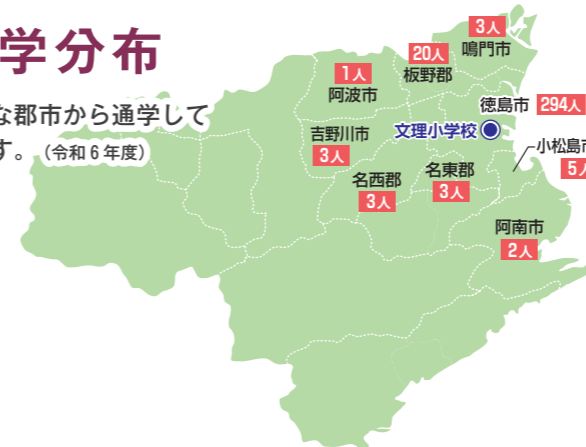 学分布
な郡市から通学して
す。(令和6年度)
3人
鳴門市
20人
板野郡
1人
阿波市
徳島市 294人
文理小学校
吉野川市
3人
小松島市
5人
名西郡
3人
名東郡
3人
阿南市
2人